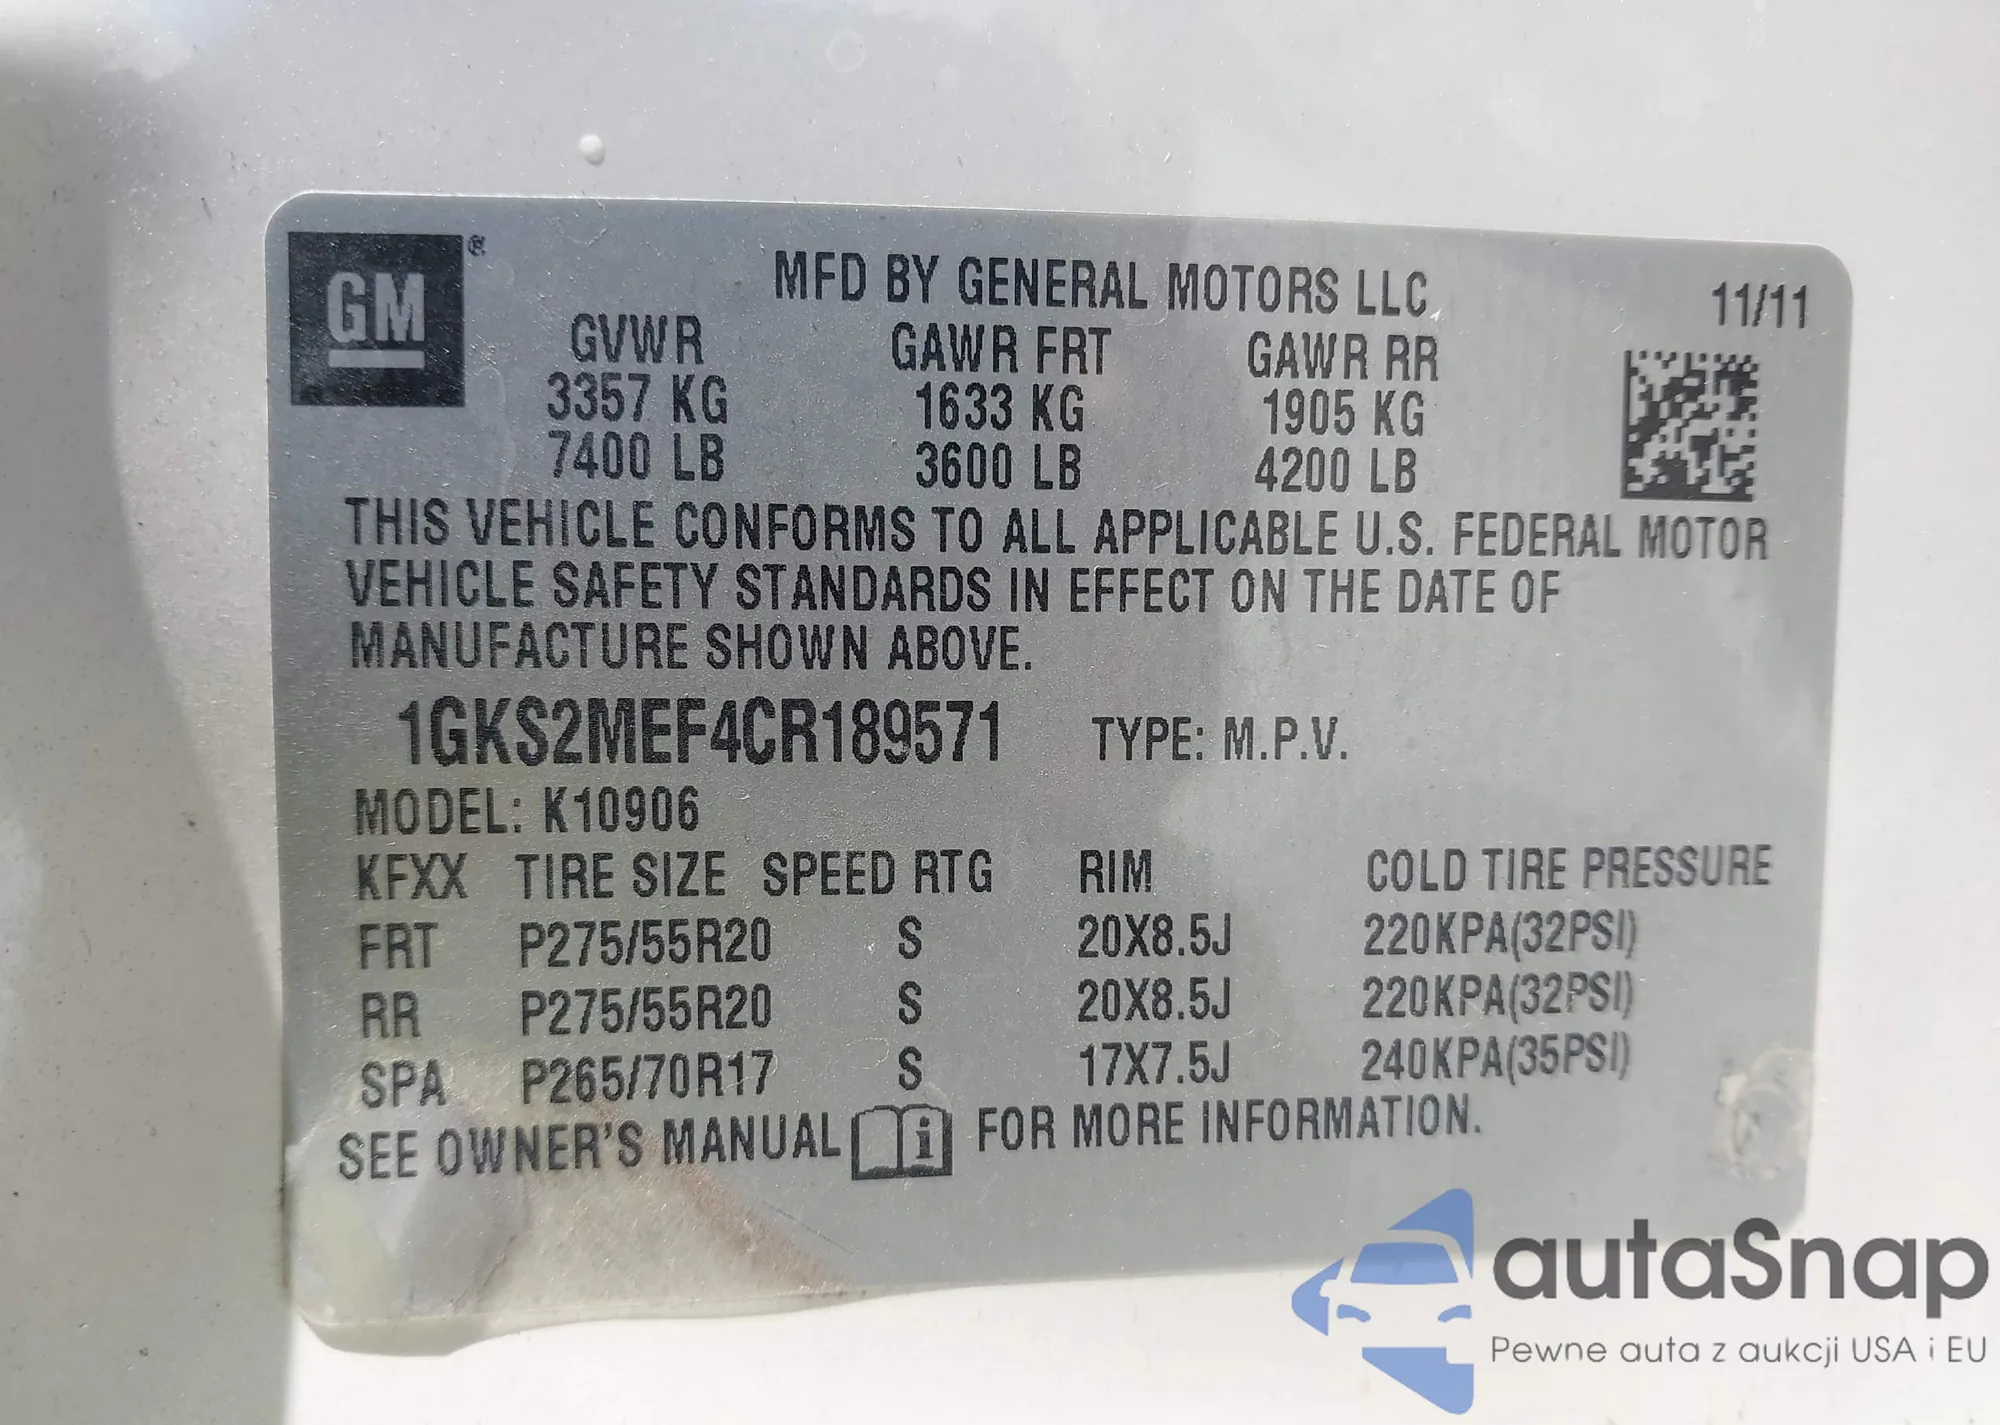 GM®
MFD BY GENERAL MOTORS LLC 11/11
GVWR GAWR FRT GAWR RR
3357 KG 1633 KG 1905 KG
7400 LB 3600 LB 4200 LB
THIS VEHICLE CONFORMS TO ALL APPLICABLE U.S. FEDERAL MOTOR
VEHICLE SAFETY STANDARDS IN EFFECT ON THE DATE OF
MANUFACTURE SHOWN ABOVE.
1GKS2MEF4CR189571 TYPE: M.P.V.
MODEL: K10906
KFXX TIRE SIZE SPEED RTG RIM COLD TIRE PRESSURE
FRT P275/55R20 S 20X8.5J 220KPA(32PSI)
RR P275/55R20 S 20X8.5J 220KPA(32PSI)
SPA P265/70R17 S 17X7.5J 240KPA(35PSI)
SEE OWNER'S MANUAL i FOR MORE INFORMATION.
autaSnap
Pewne auta z aukcji USA i EU